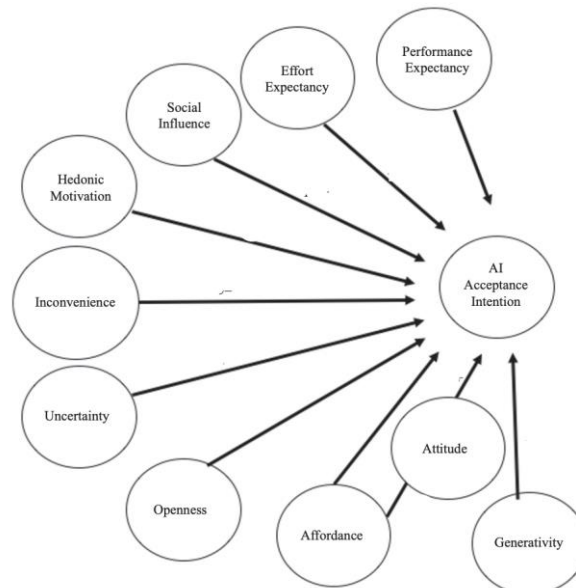 Performance
Expectancy
Effort
Expectancy
Social
Influence
Hedonic
Motivation
AI
Acceptance
Intention
Inconvenience
Uncertainty
Attitude
Openness
Affordance
Generativity